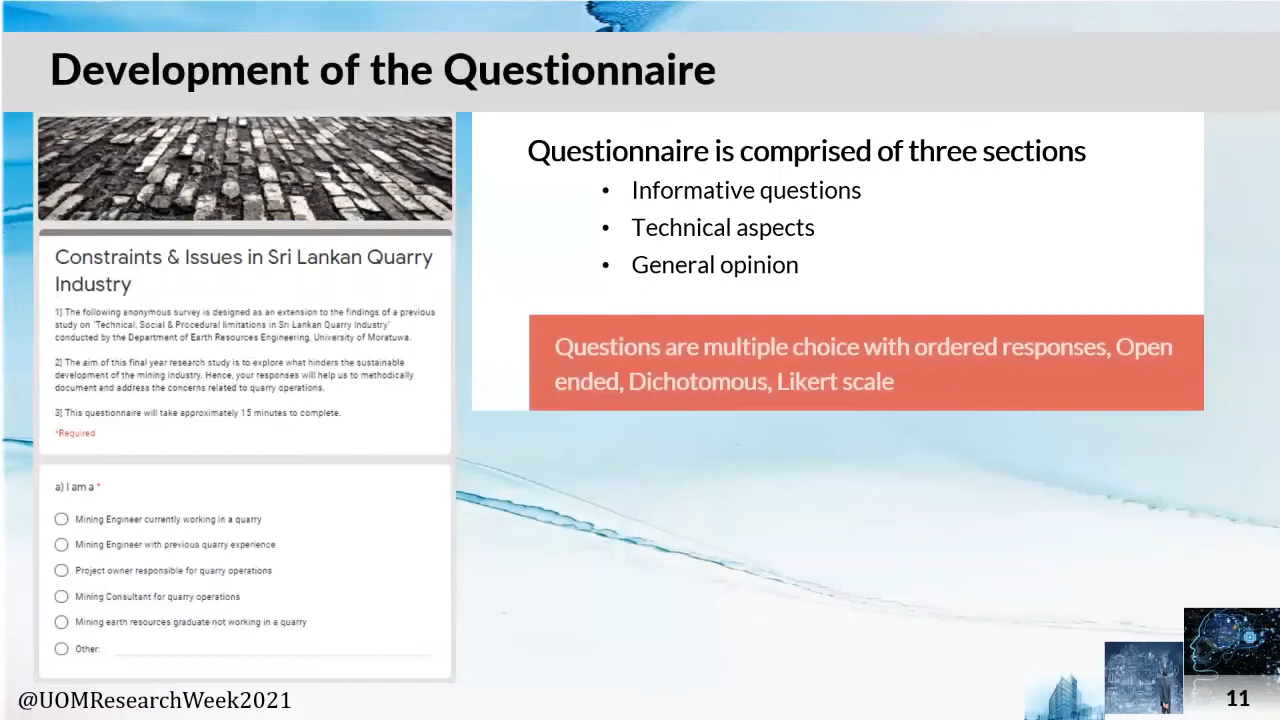 Development of the Questionnaire
Constraints & Issues in Sri Lankan Quarry
Industry
1] The following anonymous survey is designed as an extension to the findings of a previous
study on "Technical, Social & Procedural limitations in Sri Lankan Quarry Industry"
conducted by the Department of Earth Resources Engineering, University of Moratuwa.
2] The aim of this final year research study is to explore what hinders the sustainable
development of the mining industry. Hence, your responses will help us to methodically
document and address the concerns related to quarry operations.
3] This questionnaire will take approximately 15 minutes to complete.
*Required
a) I am a *
Mining Engineer currently working in a quarry
Mining Engineer with previous quarry experience
Project owner responsible for quarry operations
Mining Consultant for quarry operations
Mining earth resources graduate not working in a quarry
Other:
Questionnaire is comprised of three sections
• Informative questions
• Technical aspects
• General opinion
Questions are multiple choice with ordered responses, Open
ended, Dichotomous, Likert scale
@UOMResearchWeek2021
11